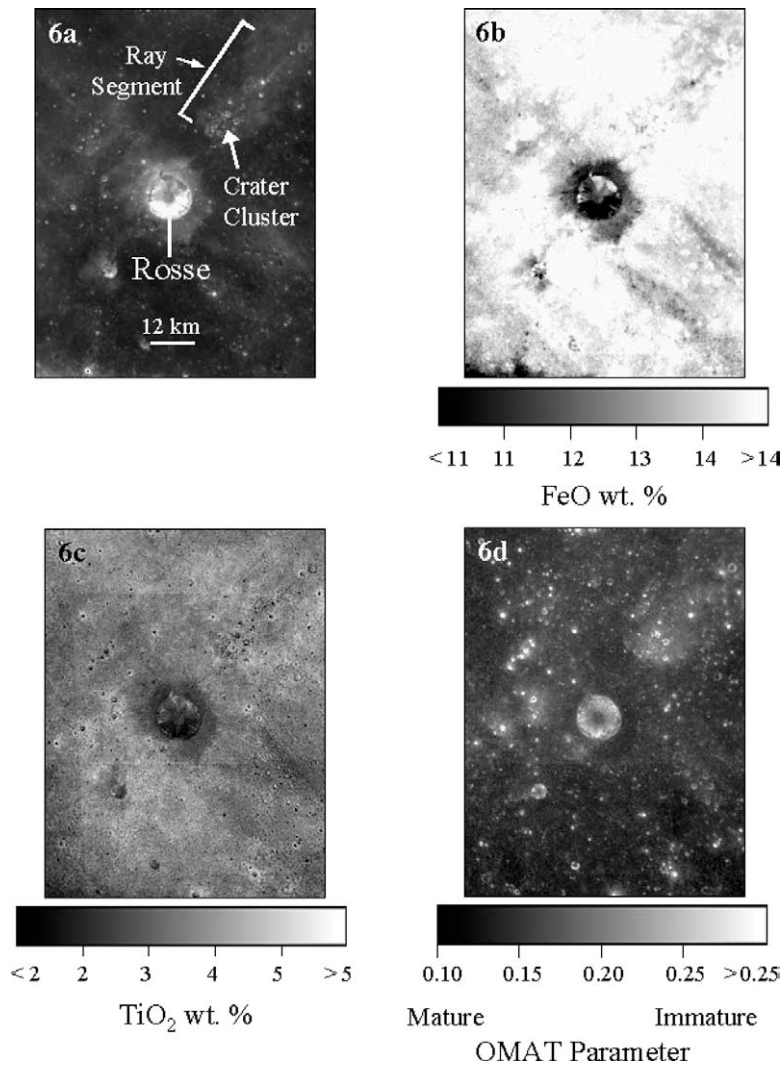 6a
Ray
Segment
Crater
Cluster
Rosse
12 km
6b
<11 11 12 13 14 >14
FeO wt. %
6c
<2 2 3 4 5 >5
TiO₂ wt. %
6d
0.10 0.15 0.20 0.25 >0.25
Mature Immature
OMAT Parameter